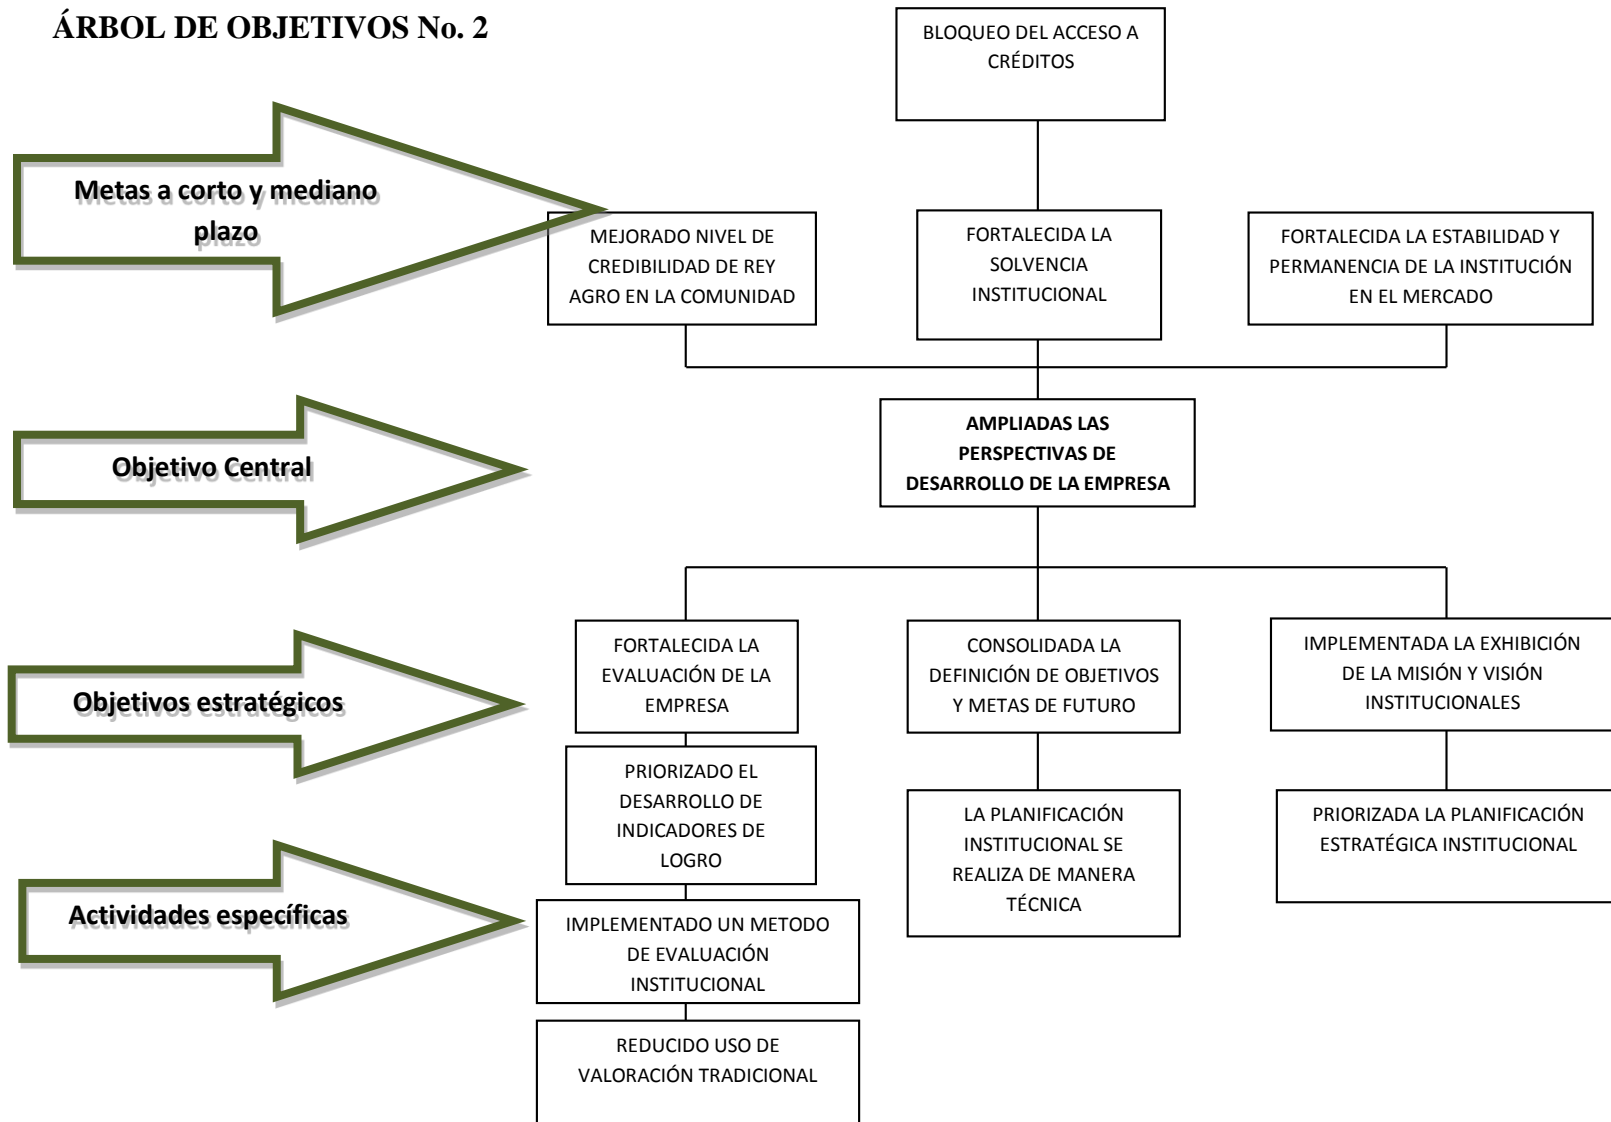 ÁRBOL DE OBJETIVOS No. 2
BLOQUEO DEL ACCESO A
CRÉDITOS
Metas a corto y mediano
plazo
MEJORADO NIVEL DE
CREDIBILIDAD DE REY
AGRO EN LA COMUNIDAD
FORTALECIDA LA
SOLVENCIA
INSTITUCIONAL
FORTALECIDA LA ESTABILIDAD Y
PERMANENCIA DE LA INSTITUCIÓN
EN EL MERCADO
Objetivo Central
AMPLIADAS LAS
PERSPECTIVAS DE
DESARROLLO DE LA EMPRESA
Objetivos estratégicos
FORTALECIDA LA
EVALUACIÓN DE LA
EMPRESA
CONSOLIDADA LA
DEFINICIÓN DE OBJETIVOS
Y METAS DE FUTURO
IMPLEMENTADA LA EXHIBICIÓN
DE LA MISIÓN Y VISIÓN
INSTITUCIONALES
Actividades específicas
PRIORIZADO EL
DESARROLLO DE
INDICADORES DE
LOGRO
LA PLANIFICACIÓN
INSTITUCIONAL SE
REALIZA DE MANERA
TÉCNICA
PRIORIZADA LA PLANIFICACIÓN
ESTRATÉGICA INSTITUCIONAL
IMPLEMENTADO UN METODO
DE EVALUACIÓN
INSTITUCIONAL
REDUCIDO USO DE
VALORACIÓN TRADICIONAL